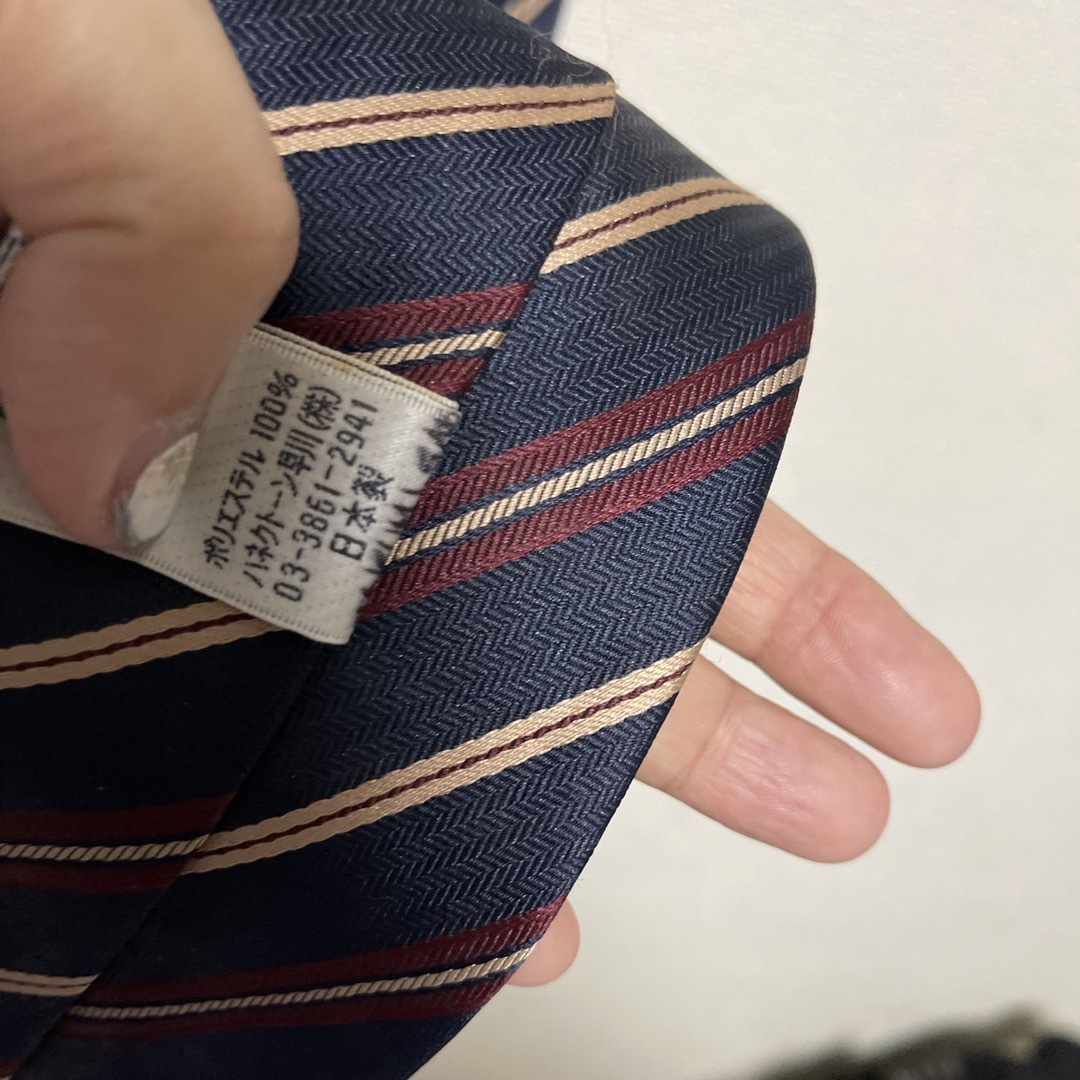 ポリエステル 100%
ハネクトーン早川(株)
03-3861-2941
日本製